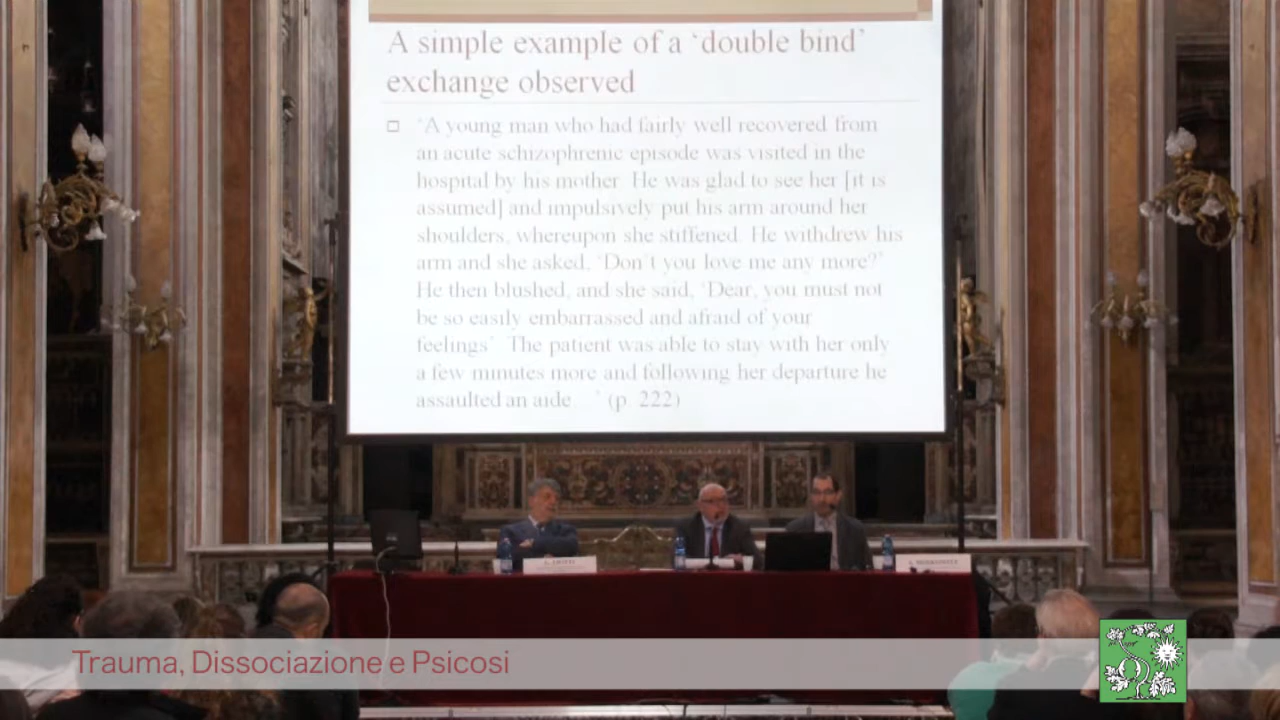 A simple example of a ‘double bind’
exchange observed
‘A young man who had fairly well recovered from
an acute schizophrenic episode was visited in the
hospital by his mother. He was glad to see her [it is
assumed] and impulsively put his arm around her
shoulders, whereupon she stiffened. He withdrew his
arm and she asked, ‘Don’t you love me any more?’
He then blushed, and she said, ‘Dear, you must not
be so easily embarrassed and afraid of your
feelings’. The patient was able to stay with her only
a few minutes more and following her departure he
assaulted an aide... ’ (p. 222)
Trauma, Dissociazione e Psicosi